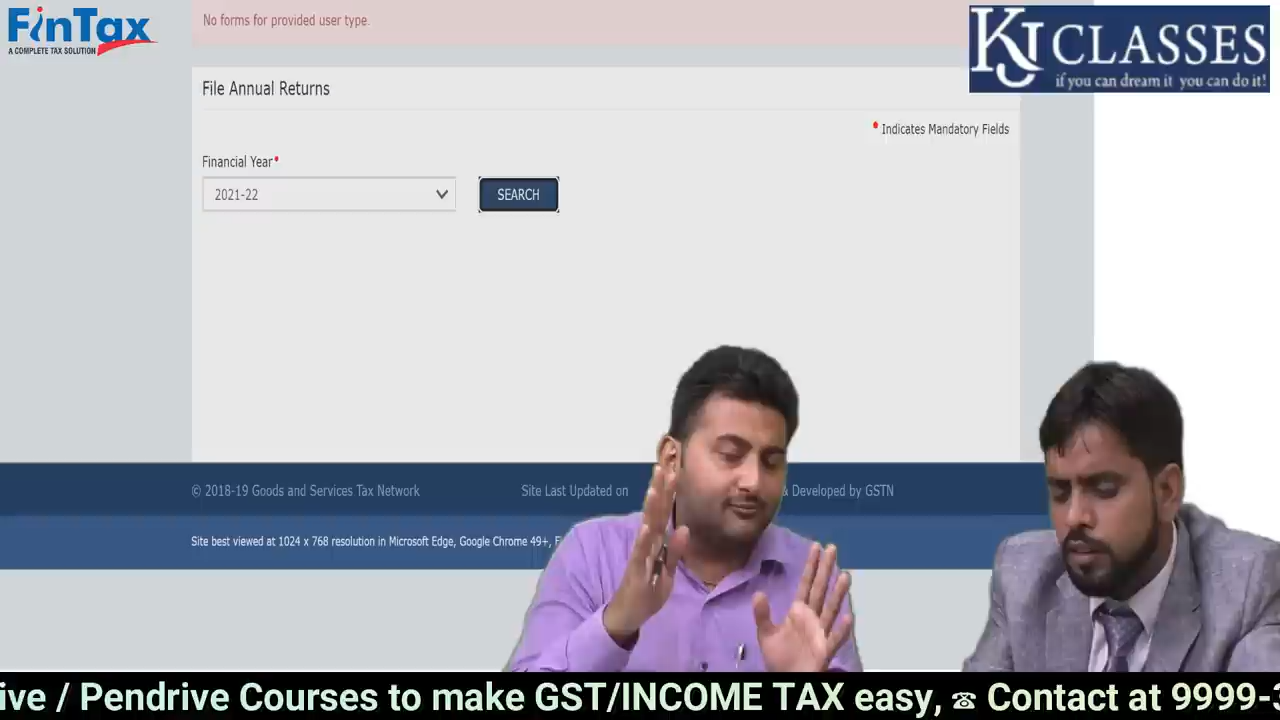 FinTax
A COMPLETE TAX SOLUTION
No forms for provided user type.
KJ CLASSES
if you can dream it you can do it!
File Annual Returns
• Indicates Mandatory Fields
Financial Year•
2021-22
SEARCH
© 2018-19 Goods and Services Tax Network
Site Last Updated on
& Developed by GSTN
Site best viewed at 1024 x 768 resolution in Microsoft Edge, Google Chrome 49+, F
ive / Pendrive Courses to make GST/INCOME TAX easy, ☎ Contact at 9999-3